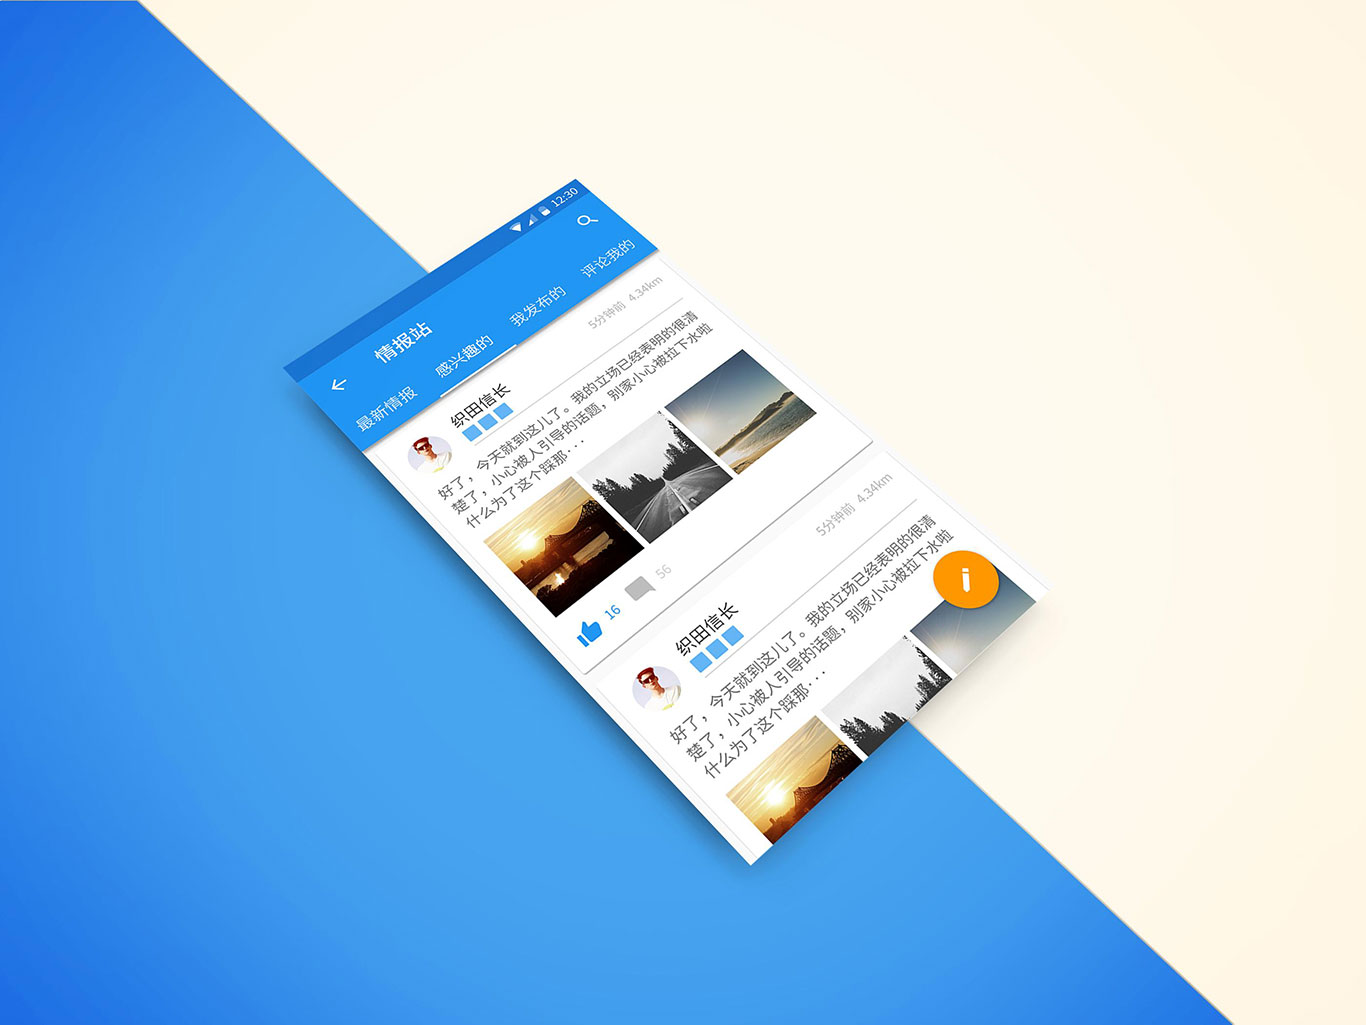 12:30
情报站
最新情报 感兴趣的 我发布的 评论我的
织田信长
5分钟前 4.34km
好了，今天就到这儿了。我的立场已经表明的很清
楚了，小心被人引导的话题，别家小心被拉下水啦
什么为了这个踩那···
16 56
织田信长
5分钟前 4.34km
好了，今天就到这儿了。我的立场已经表明的很清
楚了，小心被人引导的话题，别家小心被拉下水啦
什么为了这个踩那···